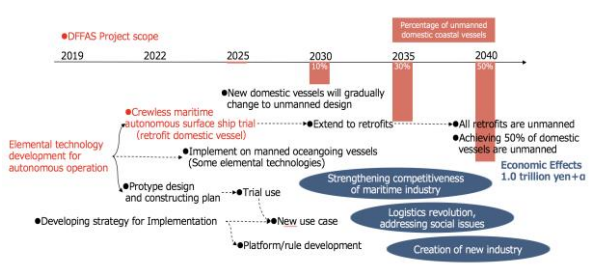 Percentage of unmanned
domestic coastal vessels
●DFFAS Project scope
2019
2022
2025
2030
2035
2040
10%
30%
50%
●New domestic vessels will gradually
change to unmanned design
●Crewless maritime
autonomous surface ship trial
(retrofit domestic vessel)
●Extend to retrofits
●All retrofits are unmanned
●Achieving 50% of domestic
vessels are unmanned
Elemental technology
development for
autonomous operation
●Implement on manned oceangoing vessels
(Some elemental technologies)
Economic Effects
1.0 trillion yen+α
Strengthening competitiveness
of maritime industry
●Protype design
and constructing plan
●Trial use
Logistics revolution,
addressing social issues
●Developing strategy for Implementation
●New use case
●Platform/rule development
Creation of new industry